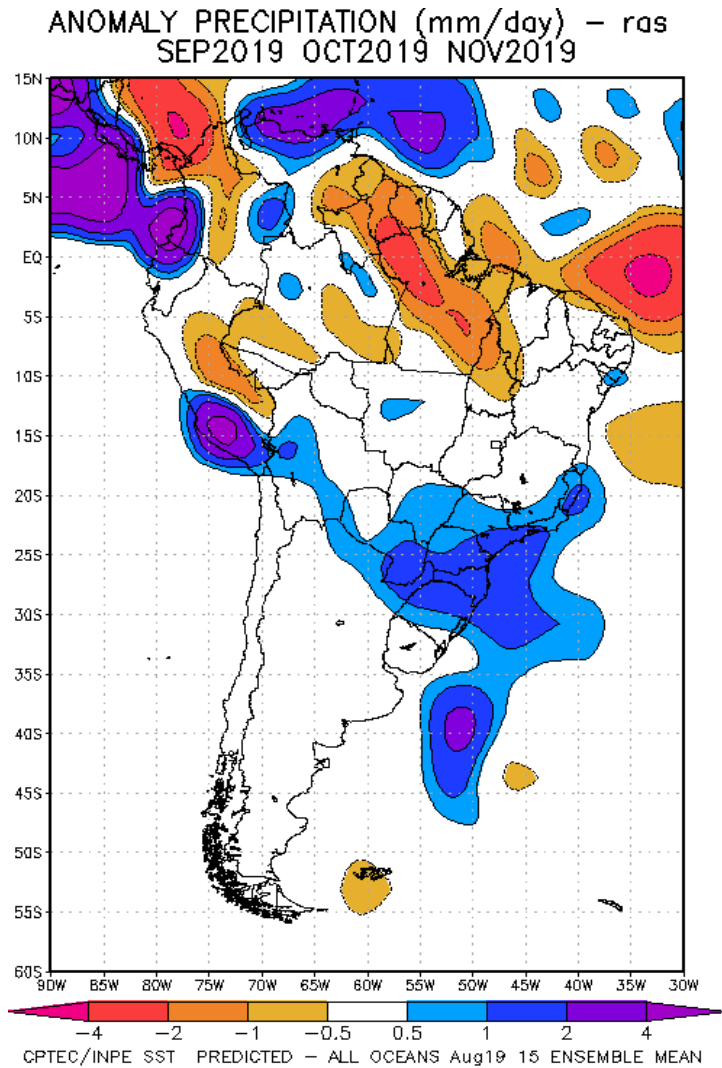 ANOMALY PRECIPITATION (mm/day) – ras
SEP2019 OCT2019 NOV2019
15N
10N
5N
EQ
5S
10S
15S
20S
25S
30S
35S
40S
45S
50S
55S
60S
90W 85W 80W 75W 70W 65W 60W 55W 50W 45W 40W 35W 30W
−4 −2 −1 −0.5 0.5 1 2 4
CPTEC/INPE SST PREDICTED – ALL OCEANS Aug19 15 ENSEMBLE MEAN